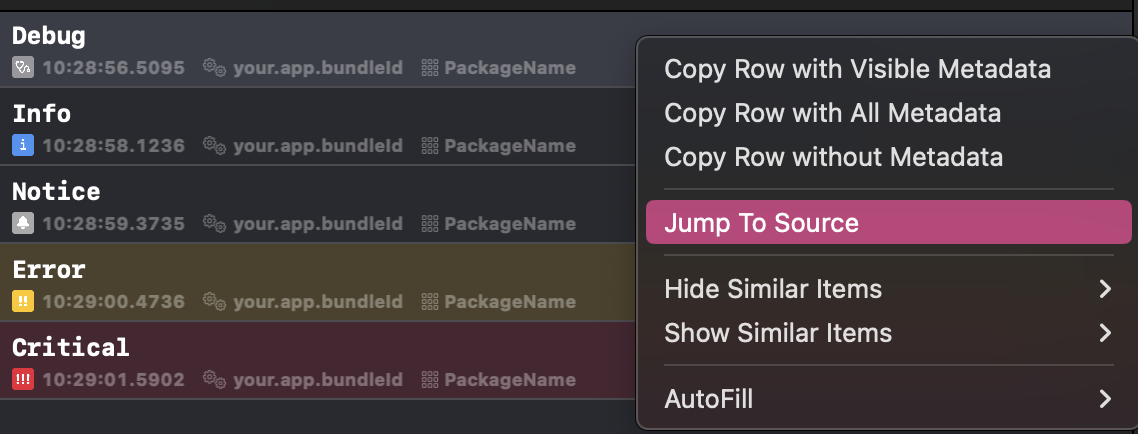 Debug
10:28:56.5095 your.app.bundleId PackageName
Info
10:28:58.1236 your.app.bundleId PackageName
Notice
10:28:59.3735 your.app.bundleId PackageName
Error
10:29:00.4736 your.app.bundleId PackageName
Critical
10:29:01.5902 your.app.bundleId PackageName
Copy Row with Visible Metadata
Copy Row with All Metadata
Copy Row without Metadata
Jump To Source
Hide Similar Items
Show Similar Items
AutoFill